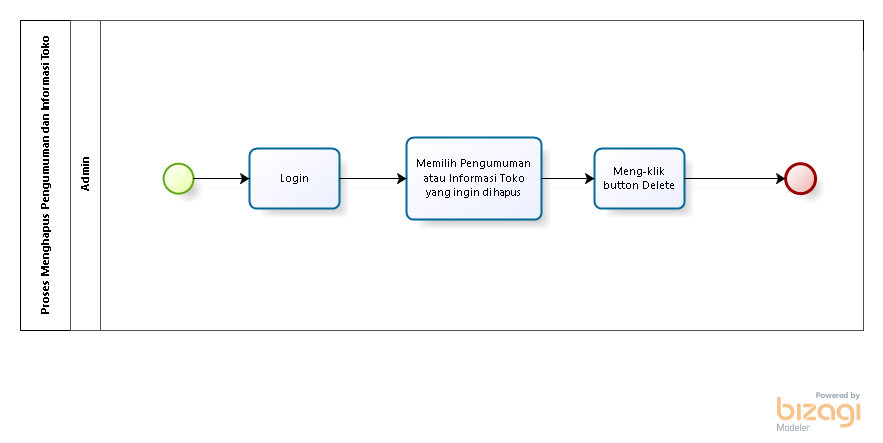 Proses Menghapus Pengumuman dan Informasi Toko
Admin
Login
Memilih Pengumuman
atau Informasi Toko
yang ingin dihapus
Meng-klik
button Delete
Powered by
bizagi
Modeler